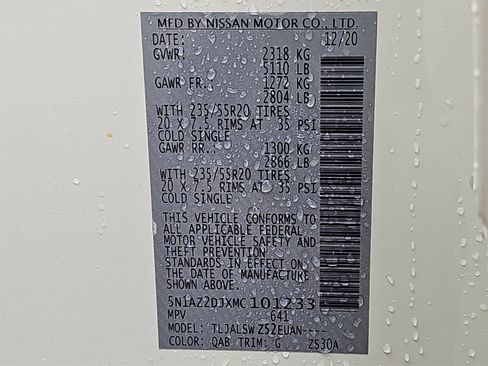 MFD BY NISSAN MOTOR CO., LTD.
DATE: 12/20
GVWR: 2318 KG
5110 LB
GAWR FR.: 1272 KG
2804 LB
WITH 235/55R20 TIRES
20 X 7.5 RIMS AT 35 PSI
COLD SINGLE
GAWR RR.: 1300 KG
2866 LB
WITH 235/55R20 TIRES
20 X 7.5 RIMS AT 35 PSI
COLD SINGLE
THIS VEHICLE CONFORMS TO
ALL APPLICABLE FEDERAL
MOTOR VEHICLE SAFETY AND
THEFT PREVENTION
STANDARDS IN EFFECT ON
THE DATE OF MANUFACTURE
SHOWN ABOVE.
5N1AZ2DJXMC101233
MPV 641
MODEL: TLJALSWZ52EUAN----
COLOR: QAB TRIM: G ZS30A